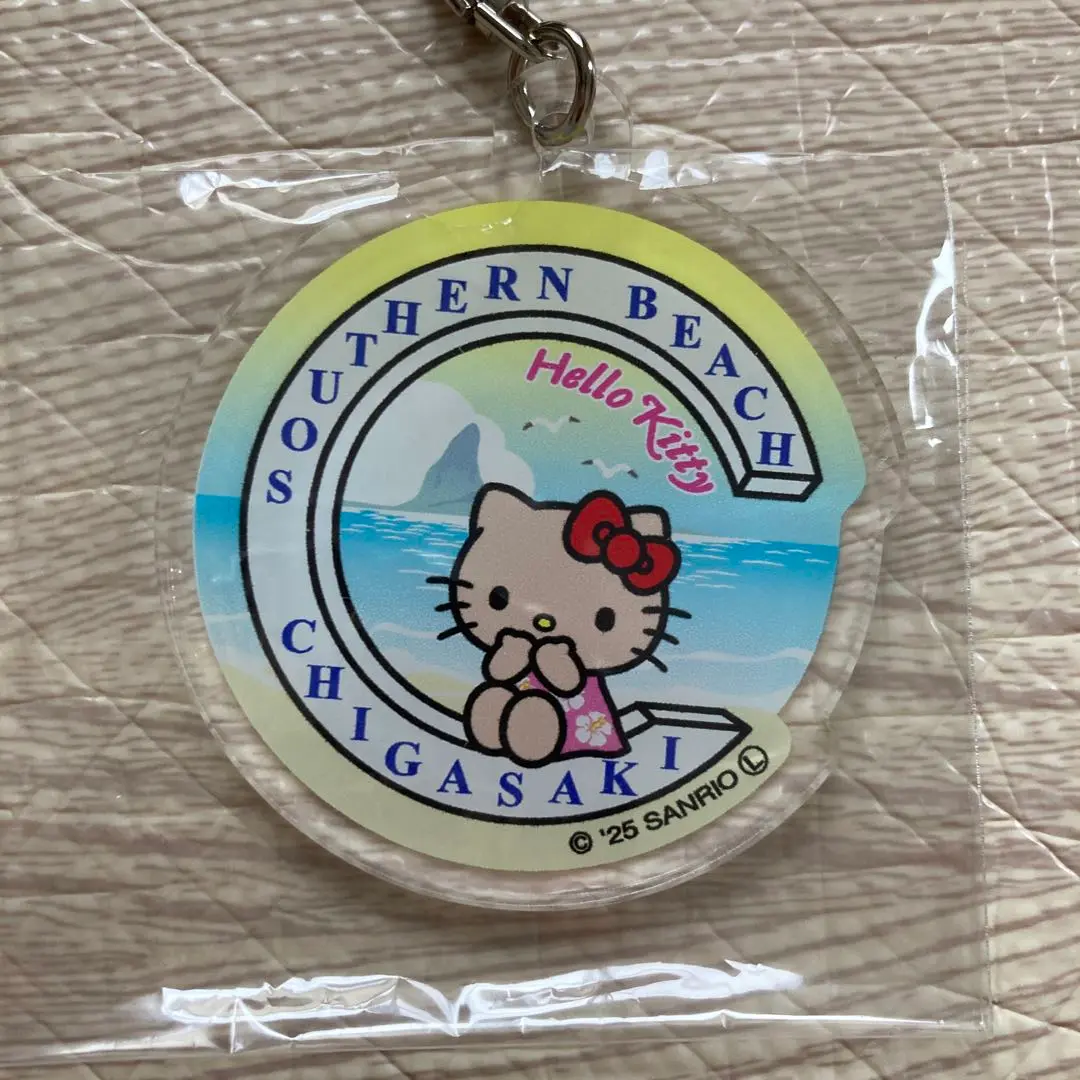 SOUTHERN BEACH
Hello Kitty
CHIGASAKI
© '25 SANRIO Ⓛ